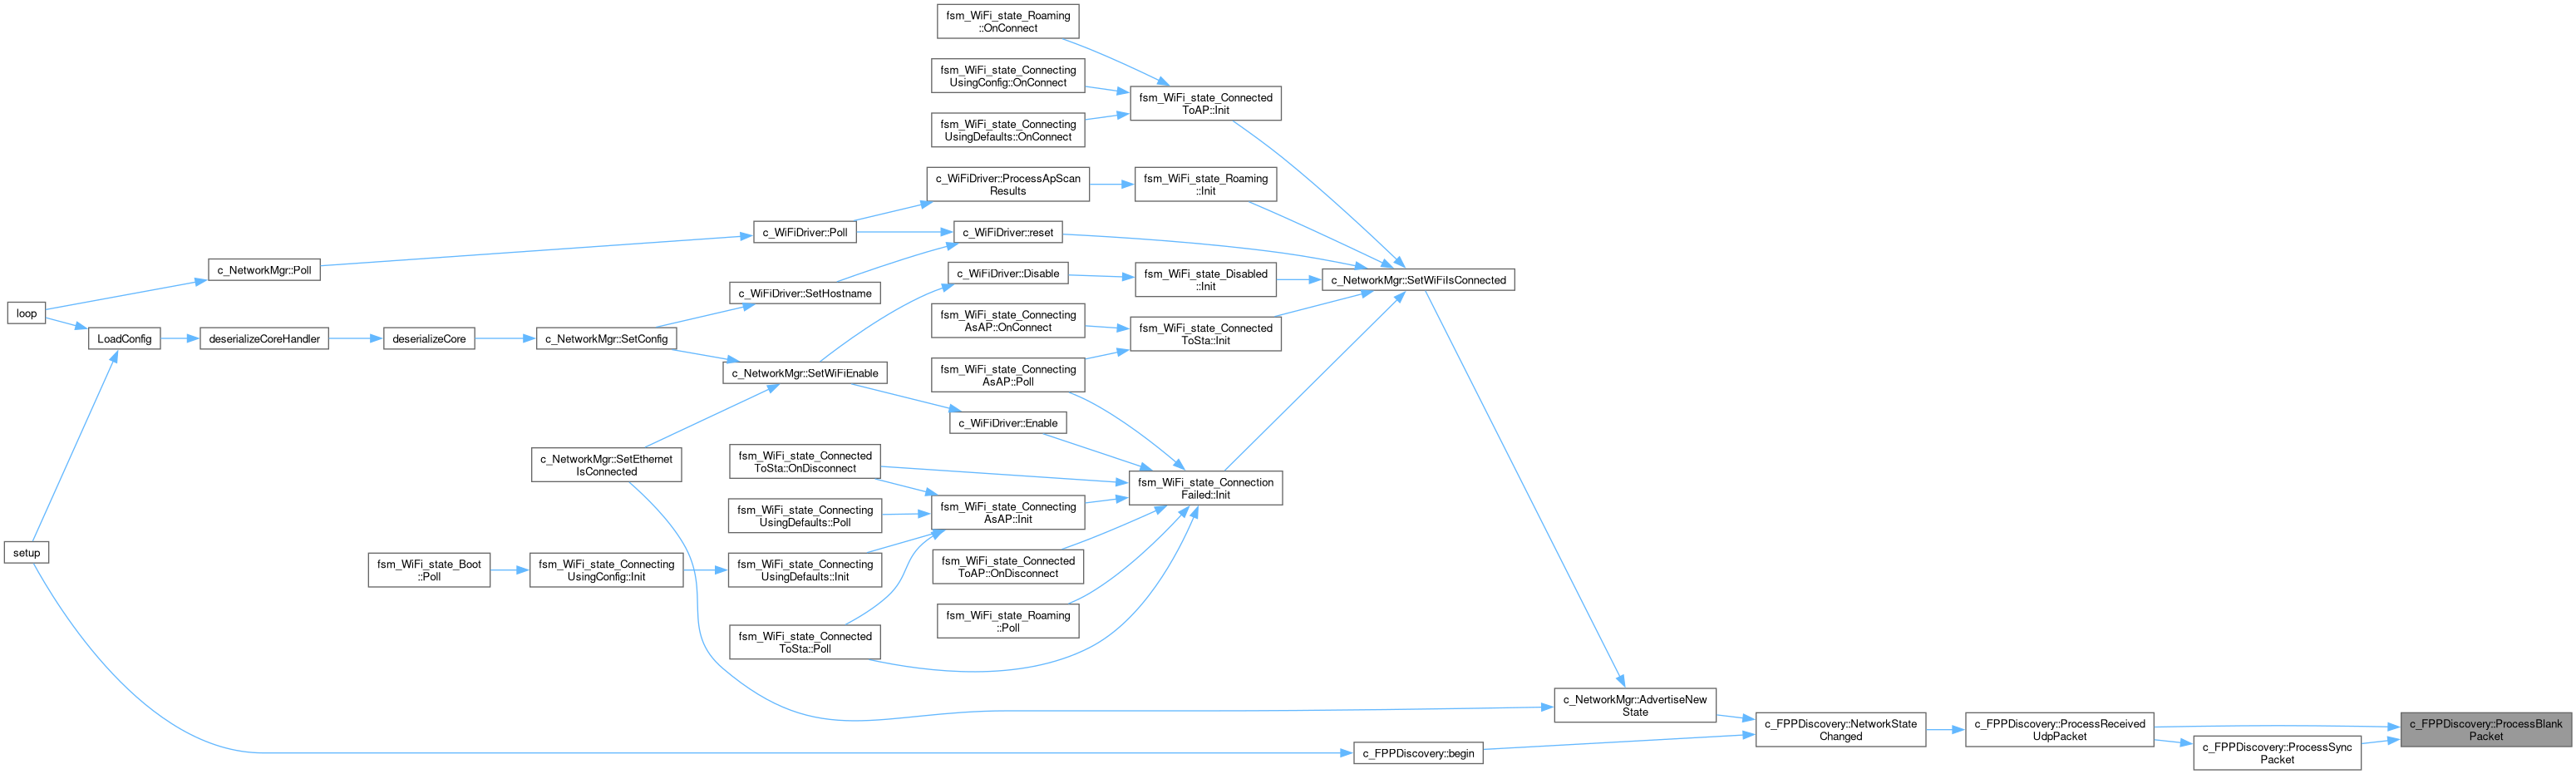 fsm_WiFi_state_Roaming
::OnConnect
fsm_WiFi_state_Connecting
UsingConfig::OnConnect
fsm_WiFi_state_Connected
ToAP::Init
fsm_WiFi_state_Connecting
UsingDefaults::OnConnect
c_WiFiDriver::ProcessApScan
Results
fsm_WiFi_state_Roaming
::Init
c_WiFiDriver::Poll
c_WiFiDriver::reset
c_NetworkMgr::Poll
c_WiFiDriver::Disable
fsm_WiFi_state_Disabled
::Init
c_NetworkMgr::SetWiFiIsConnected
c_WiFiDriver::SetHostname
loop
fsm_WiFi_state_Connecting
AsAP::OnConnect
fsm_WiFi_state_Connected
ToSta::Init
LoadConfig
deserializeCoreHandler
deserializeCore
c_NetworkMgr::SetConfig
c_NetworkMgr::SetWiFiEnable
fsm_WiFi_state_Connecting
AsAP::Poll
c_WiFiDriver::Enable
c_NetworkMgr::SetEthernet
IsConnected
fsm_WiFi_state_Connected
ToSta::OnDisconnect
fsm_WiFi_state_Connection
Failed::Init
fsm_WiFi_state_Connecting
UsingDefaults::Poll
fsm_WiFi_state_Connecting
AsAP::Init
setup
fsm_WiFi_state_Boot
::Poll
fsm_WiFi_state_Connecting
UsingConfig::Init
fsm_WiFi_state_Connecting
UsingDefaults::Init
fsm_WiFi_state_Connected
ToAP::OnDisconnect
fsm_WiFi_state_Roaming
::Poll
fsm_WiFi_state_Connected
ToSta::Poll
c_NetworkMgr::AdvertiseNew
State
c_FPPDiscovery::NetworkState
Changed
c_FPPDiscovery::ProcessReceived
UdpPacket
c_FPPDiscovery::ProcessBlank
Packet
c_FPPDiscovery::begin
c_FPPDiscovery::ProcessSync
Packet